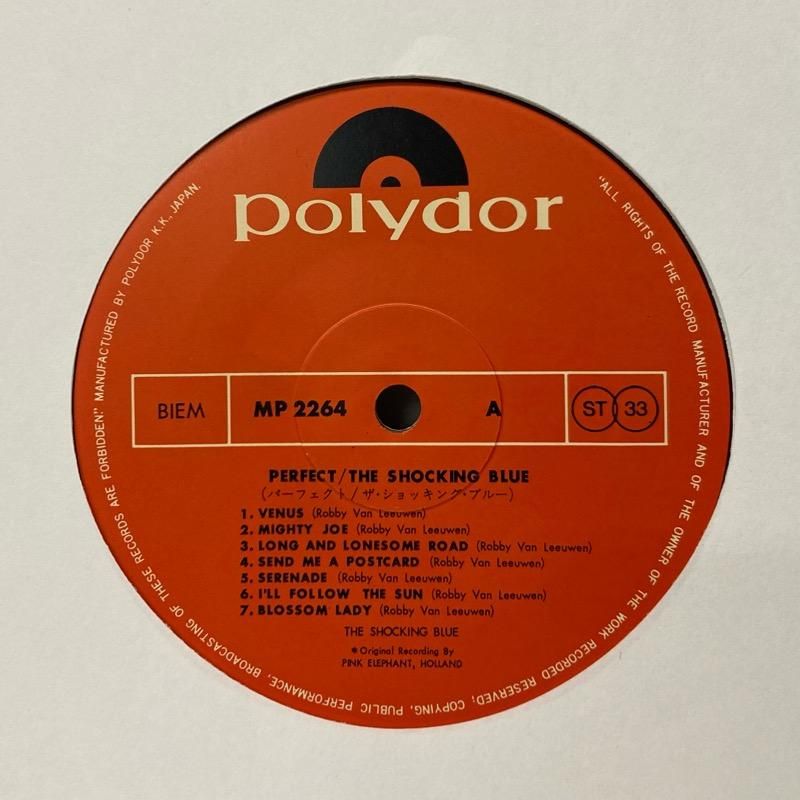 polydor
BIEM
MP 2264
A
ST 33
PERFECT/THE SHOCKING BLUE
(パーフェクト/ザ・ショッキング・ブルー)
1. VENUS (Robby Van Leeuwen)
2. MIGHTY JOE (Robby Van Leeuwen)
3. LONG AND LONESOME ROAD (Robby Van Leeuwen)
4. SEND ME A POSTCARD (Robby Van Leeuwen)
5. SERENADE (Robby Van Leeuwen)
6. I'LL FOLLOW THE SUN (Robby Van Leeuwen)
7. BLOSSOM LADY (Robby Van Leeuwen)
THE SHOCKING BLUE
*Original Recording By
PINK ELEPHANT, HOLLAND
"ALL RIGHTS OF THE RECORD MANUFACTURER AND OF THE OWNER OF THE WORK RECORDED RESERVED; COPYING, PUBLIC PERFORMANCE, BROADCASTING OF THESE RECORDS ARE FORBIDDEN." MANUFACTURED BY POLYDOR K.K., JAPAN.